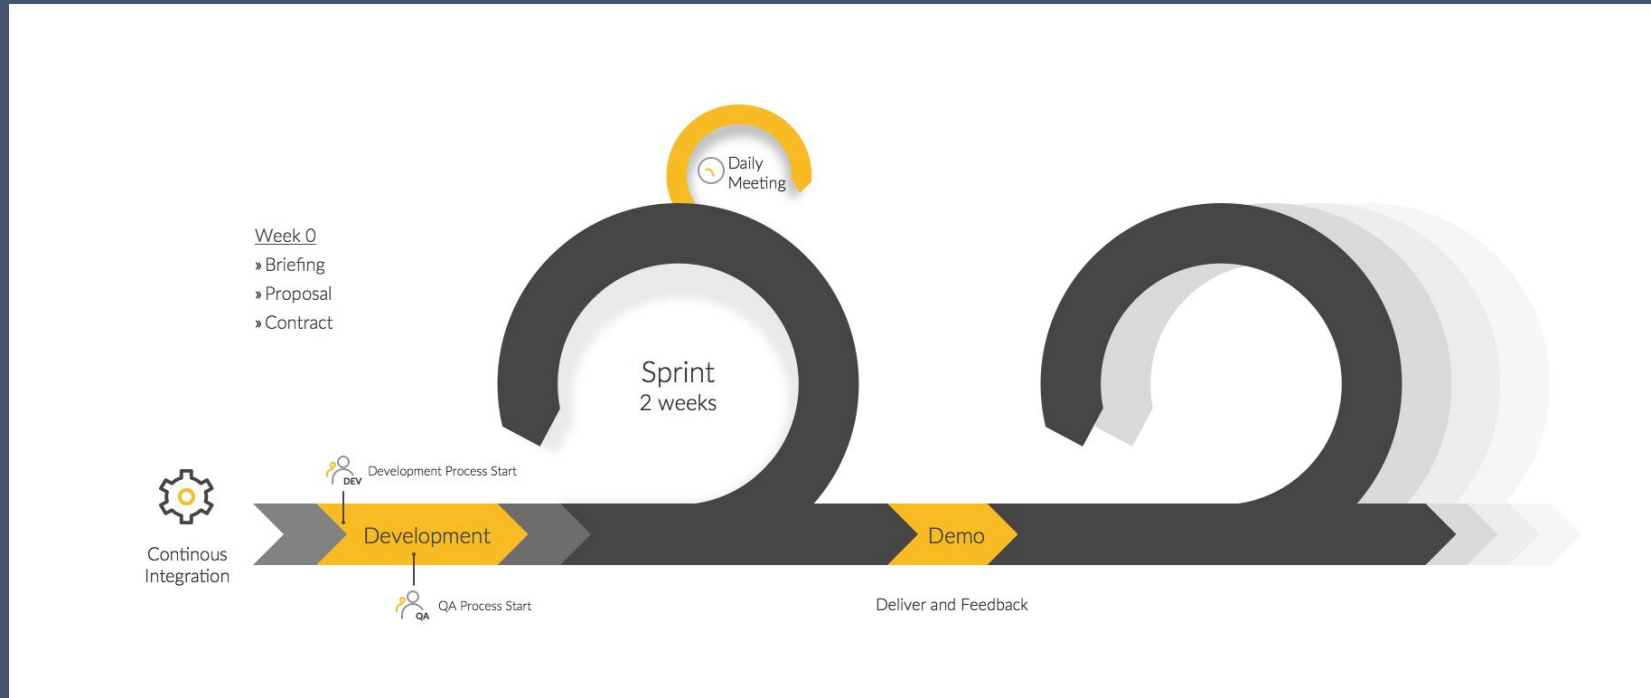 Daily
Meeting
Week 0
» Briefing
» Proposal
» Contract
Sprint
2 weeks
DEV
Development Process Start
Development
Demo
Continous
Integration
QA
QA Process Start
Deliver and Feedback